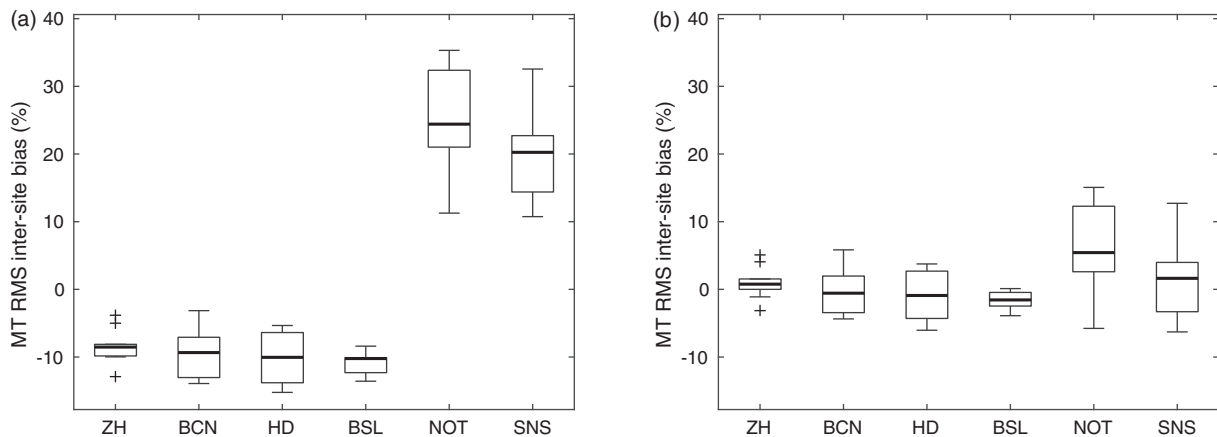 (a)
MT RMS inter-site bias (%)
40
30
20
10
0
-10
ZH BCN HD BSL NOT SNS
(b)
MT RMS inter-site bias (%)
40
30
20
10
0
-10
ZH BCN HD BSL NOT SNS